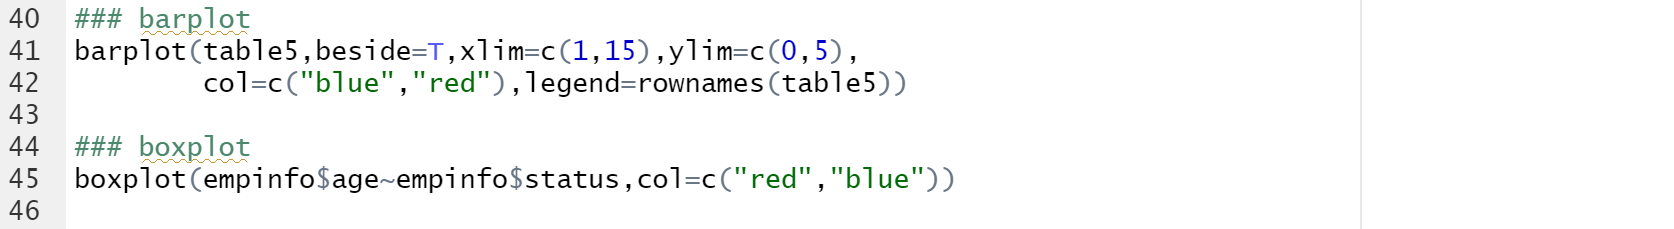 40 ### barplot
41 barplot(table5,beside=T,xlim=c(1,15),ylim=c(0,5),
42         col=c("blue","red"),legend=rownames(table5))
43
44 ### boxplot
45 boxplot(empinfo$age~empinfo$status,col=c("red","blue"))
46